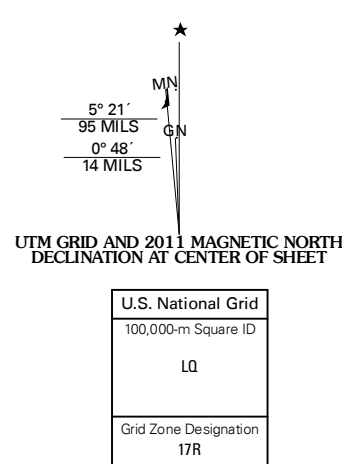 MN
5° 21´
95 MILS
GN
0° 48´
14 MILS
UTM GRID AND 2011 MAGNETIC NORTH
DECLINATION AT CENTER OF SHEET
U.S. National Grid
100,000-m Square ID
LQ
Grid Zone Designation
17R